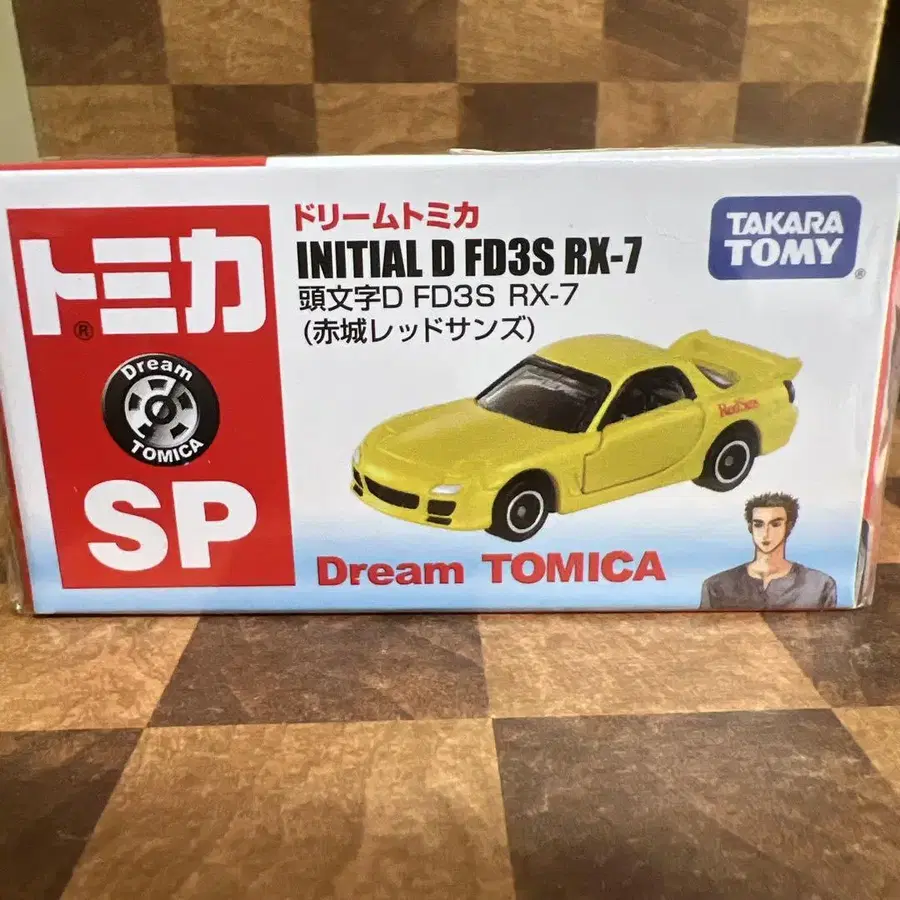 トミカ
®
Dream
TOMICA
SP
ドリームトミカ
INITIAL D FD3S RX-7
頭文字D FD3S RX-7
(赤城レッドサンズ)
TAKARA
TOMY
®
RedSuns
Dream TOMICA